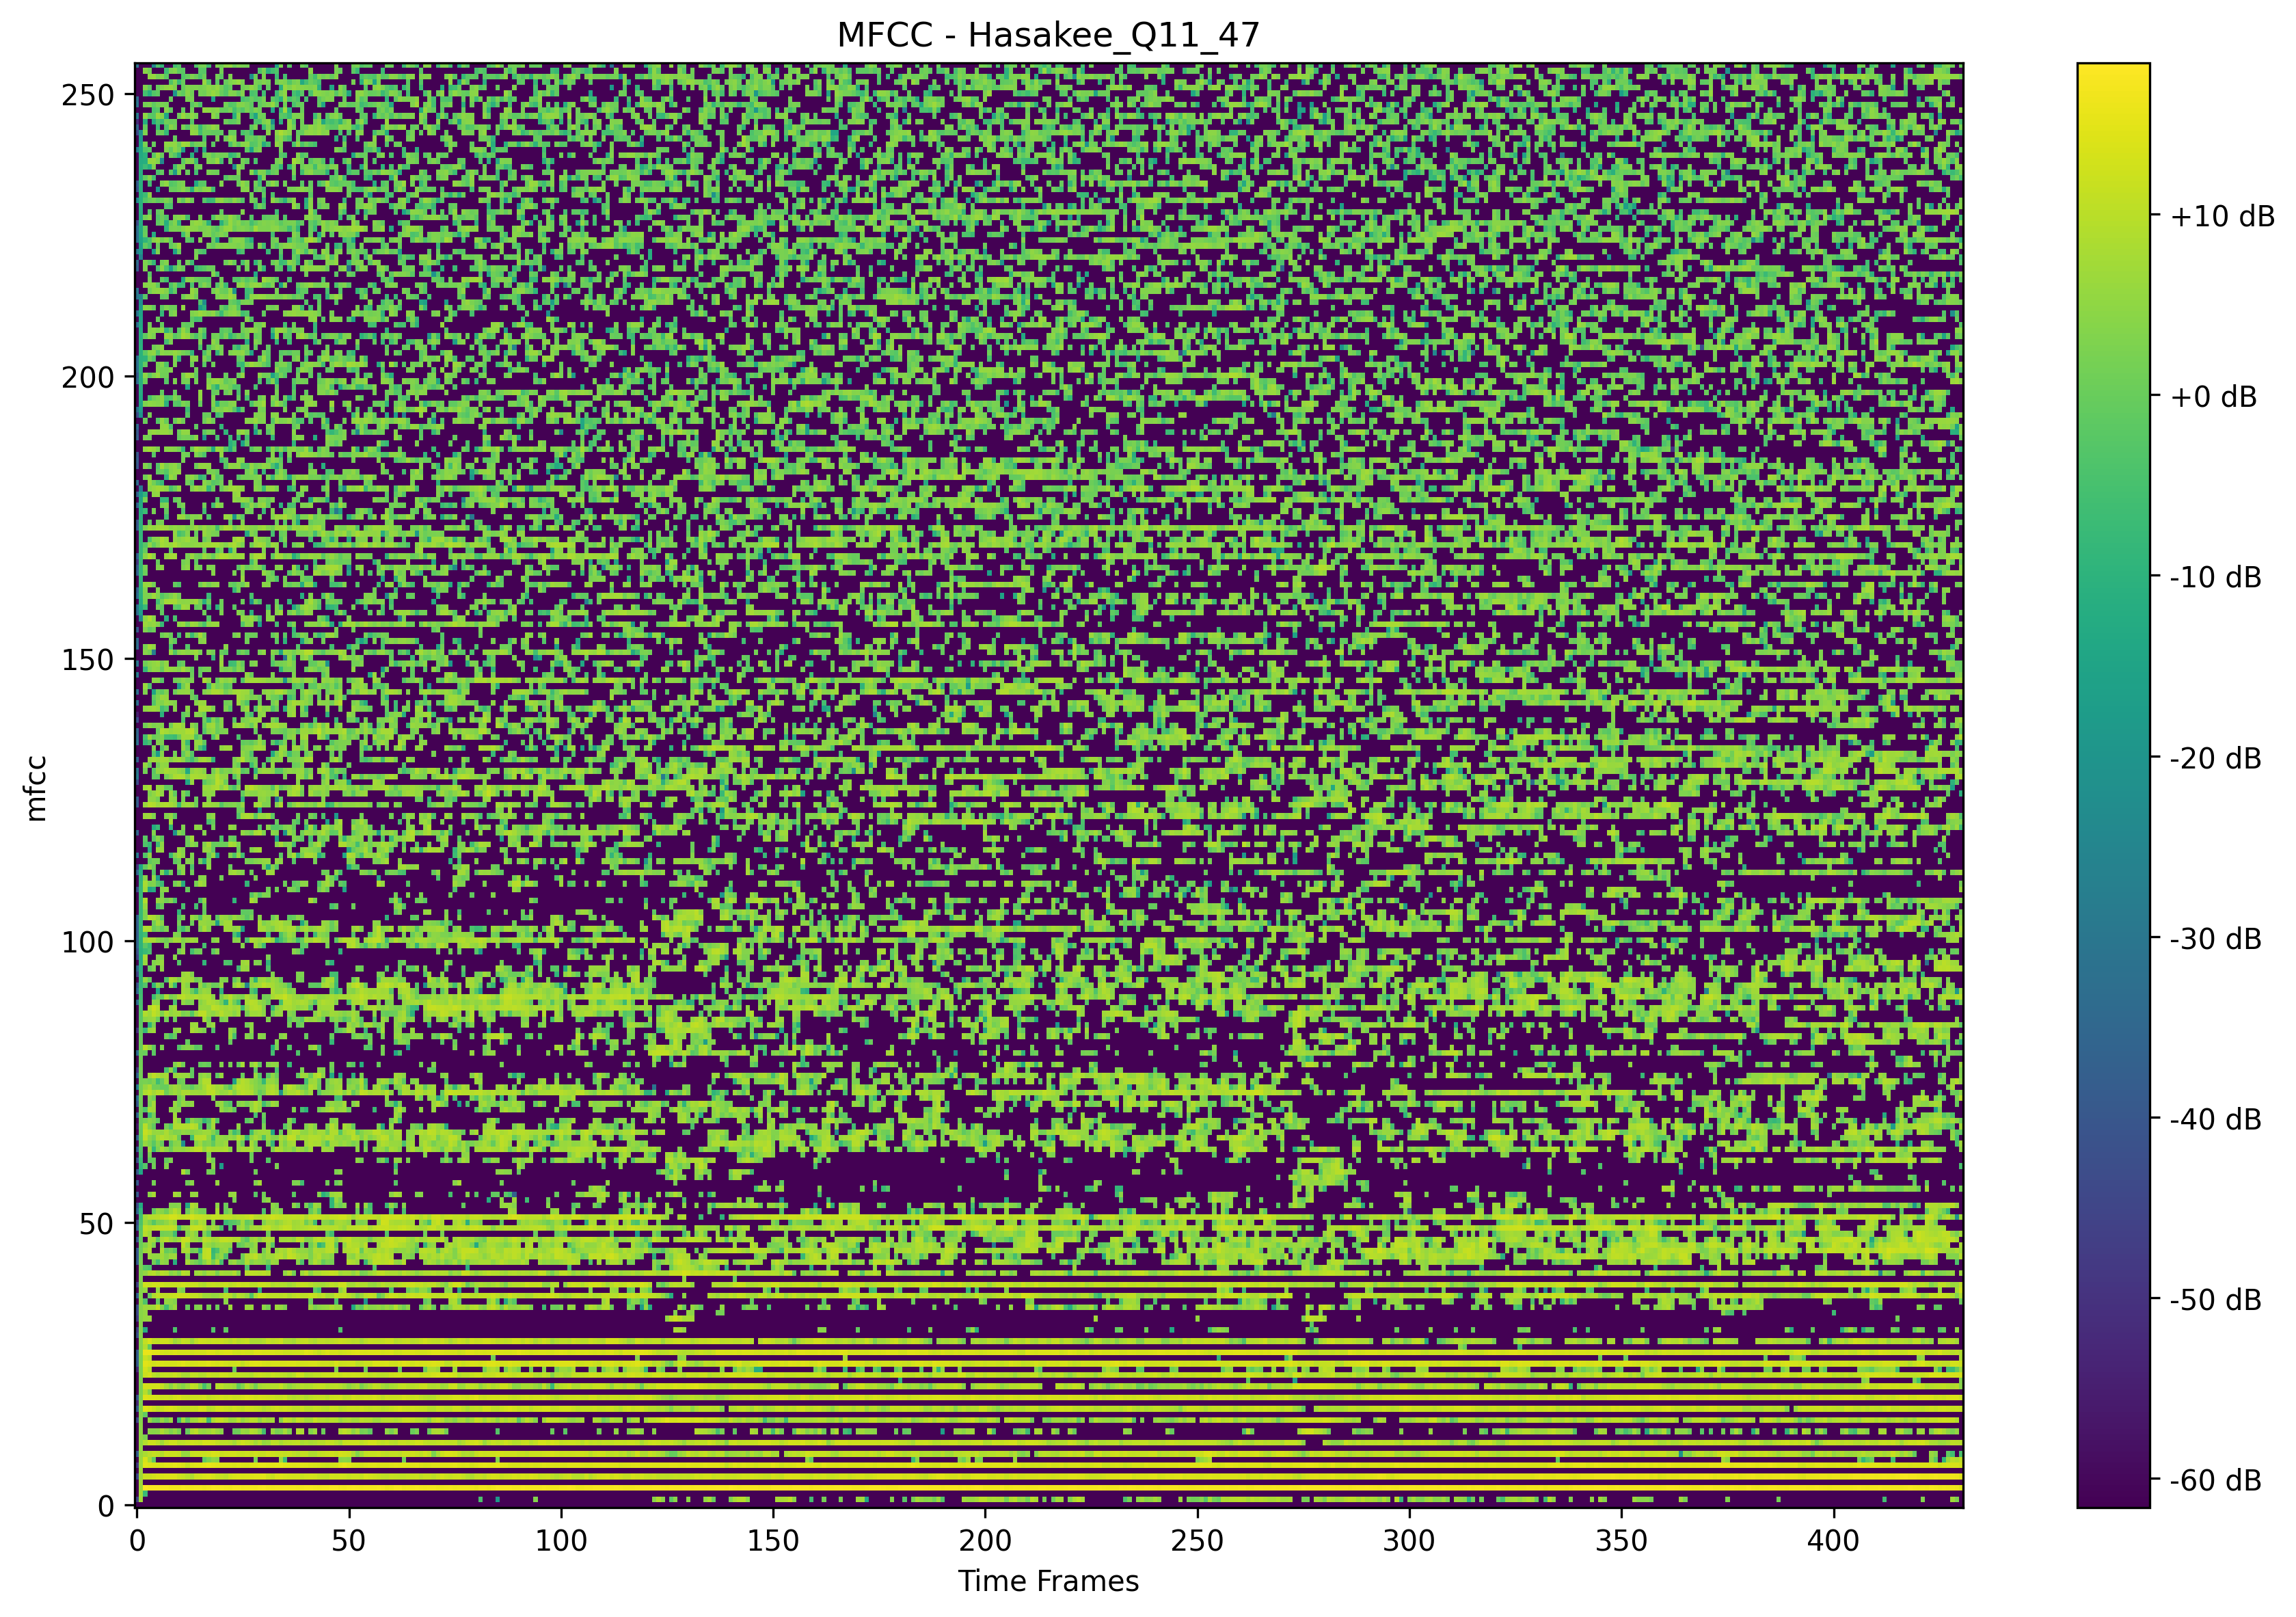 MFCC - Hasakee_Q11_47
mfcc
250
200
150
100
50
0
0 50 100 150 200 250 300 350 400
Time Frames
+10 dB
+0 dB
-10 dB
-20 dB
-30 dB
-40 dB
-50 dB
-60 dB